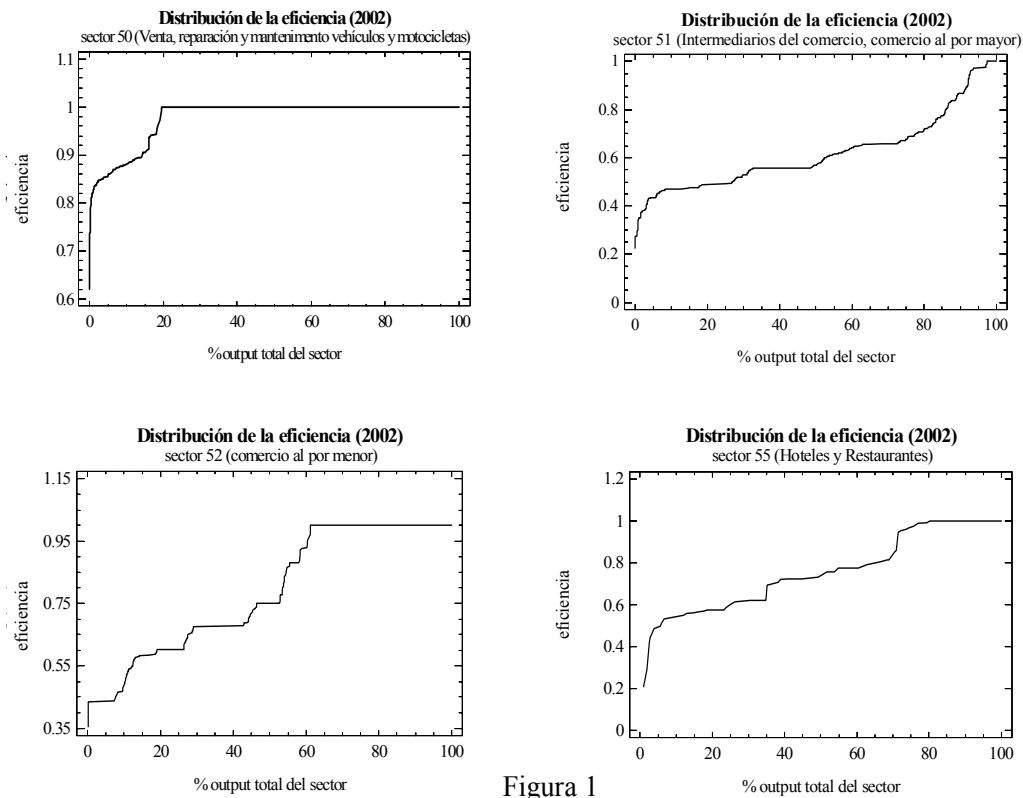 Distribución de la eficiencia (2002)
sector 50 (Venta, reparación y mantenimiento vehículos y motocicletas)
1.1
1
0.9
0.8
0.7
0.6
eficiencia
0 20 40 60 80 100
% output total del sector
Distribución de la eficiencia (2002)
sector 51 (Intermediarios del comercio, comercio al por mayor)
1
0.8
0.6
0.4
0.2
0
eficiencia
0 20 40 60 80 100
% output total del sector
Distribución de la eficiencia (2002)
sector 52 (comercio al por menor)
1.15
0.95
0.75
0.55
0.35
eficiencia
0 20 40 60 80 100
% output total del sector
Distribución de la eficiencia (2002)
sector 55 (Hoteles y Restaurantes)
1.2
1
0.8
0.6
0.4
0.2
0
eficiencia
0 20 40 60 80 100
% output total del sector
Figura 1